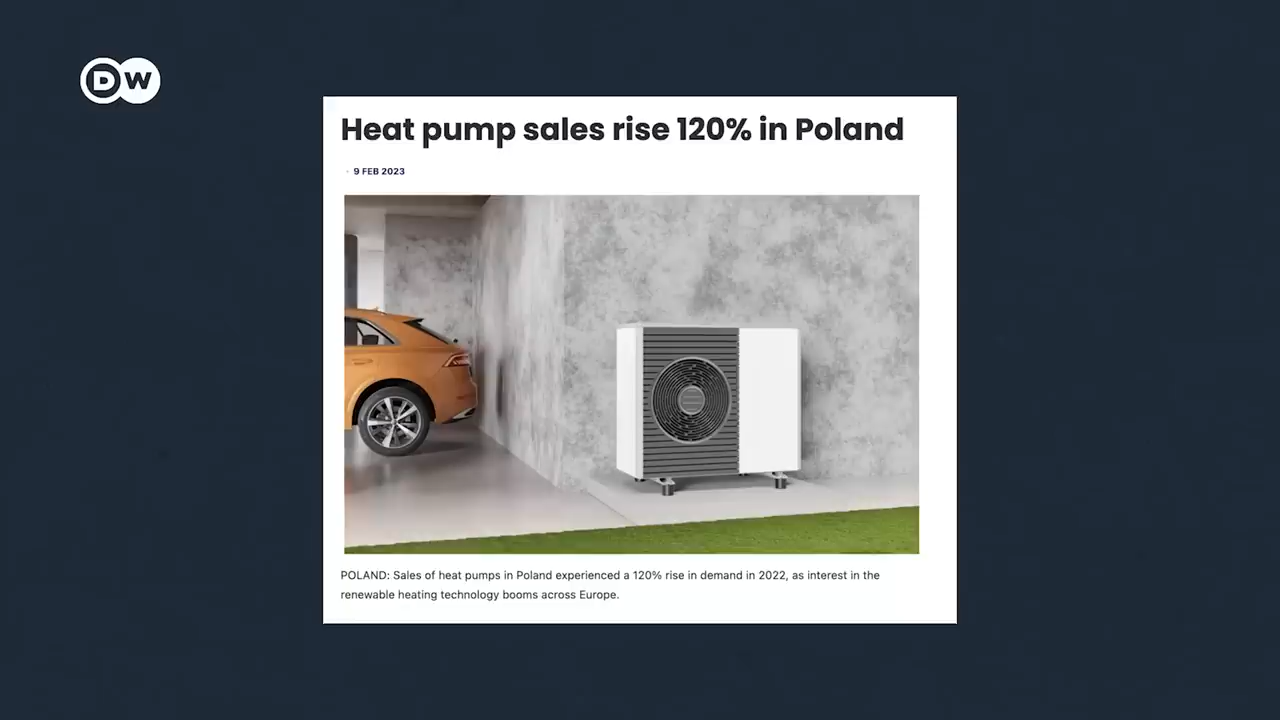 DW
Heat pump sales rise 120% in Poland
9 FEB 2023
POLAND: Sales of heat pumps in Poland experienced a 120% rise in demand in 2022, as interest in the
renewable heating technology booms across Europe.